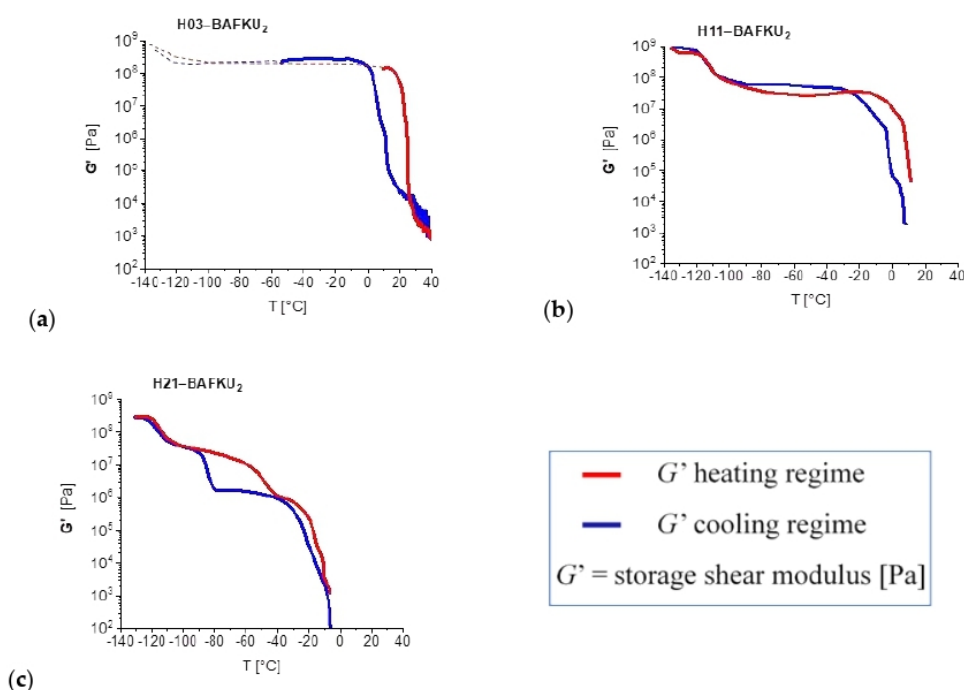 H03–BAFKU₂
10⁹
10⁸
10⁷
10⁶
10⁵
10⁴
10³
10²
G' [Pa]
-140 -120 -100 -80 -60 -40 -20 0 20 40
T [°C]
(a)
H11–BAFKU₂
10⁹
10⁸
10⁷
10⁶
10⁵
10⁴
10³
10²
G' [Pa]
-140 -120 -100 -80 -60 -40 -20 0 20 40
T [°C]
(b)
H21–BAFKU₂
10⁹
10⁸
10⁷
10⁶
10⁵
10⁴
10³
10²
G' [Pa]
-140 -120 -100 -80 -60 -40 -20 0 20 40
T [°C]
(c)
G’ heating regime
G’ cooling regime
G’ = storage shear modulus [Pa]